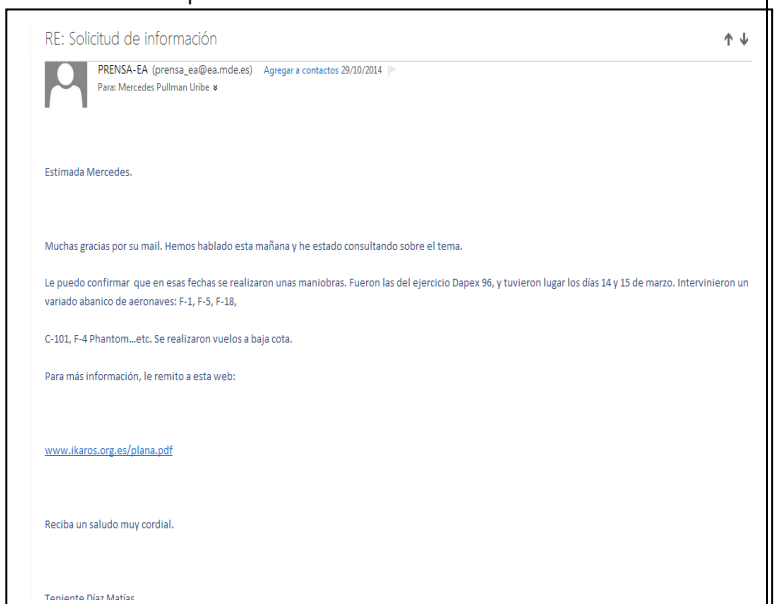 RE: Solicitud de información
PRENSA-EA (prensa_ea@ea.mde.es) Agregar a contactos 29/10/2014
Para: Mercedes Pullman Uribe
Estimada Mercedes.
Muchas gracias por su mail. Hemos hablado esta mañana y he estado consultando sobre el tema.
Le puedo confirmar que en esas fechas se realizaron unas maniobras. Fueron las del ejercicio Dapex 96, y tuvieron lugar los días 14 y 15 de marzo. Intervinieron un
variado abanico de aeronaves: F-1, F-5, F-18,
C-101, F-4 Phantom...etc. Se realizaron vuelos a baja cota.
Para más información, le remito a esta web:
www.ikaros.org.es/plana.pdf
Reciba un saludo muy cordial.
Teniente Díaz Matías